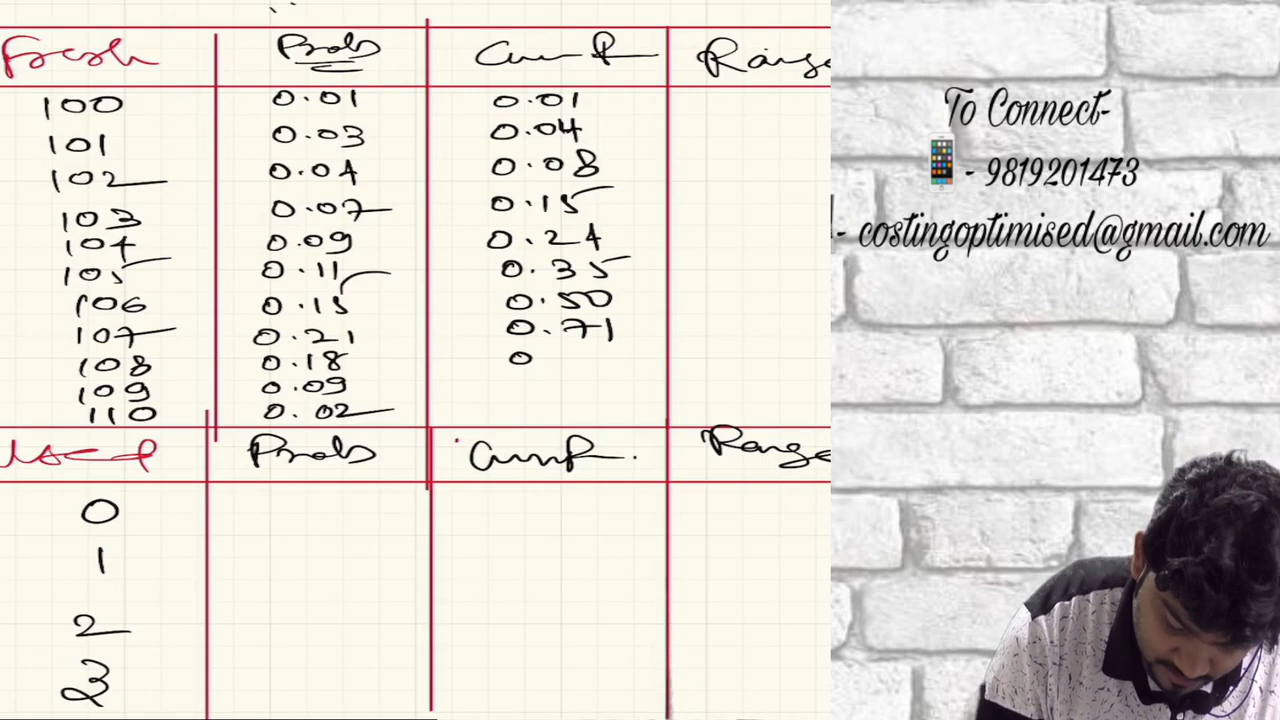 Fresh Prob Cum P Range
100 0.01 0.01
101 0.03 0.04
102 0.04 0.08
103 0.07 0.15
104 0.09 0.24
105 0.11 0.35
106 0.15 0.50
107 0.21 0.71
108 0.18 0
109 0.09
110 0.02
Used Prob Cum P. Range
0
1
2
3
To Connect-
- 9819201473
- costingoptimised@gmail.com